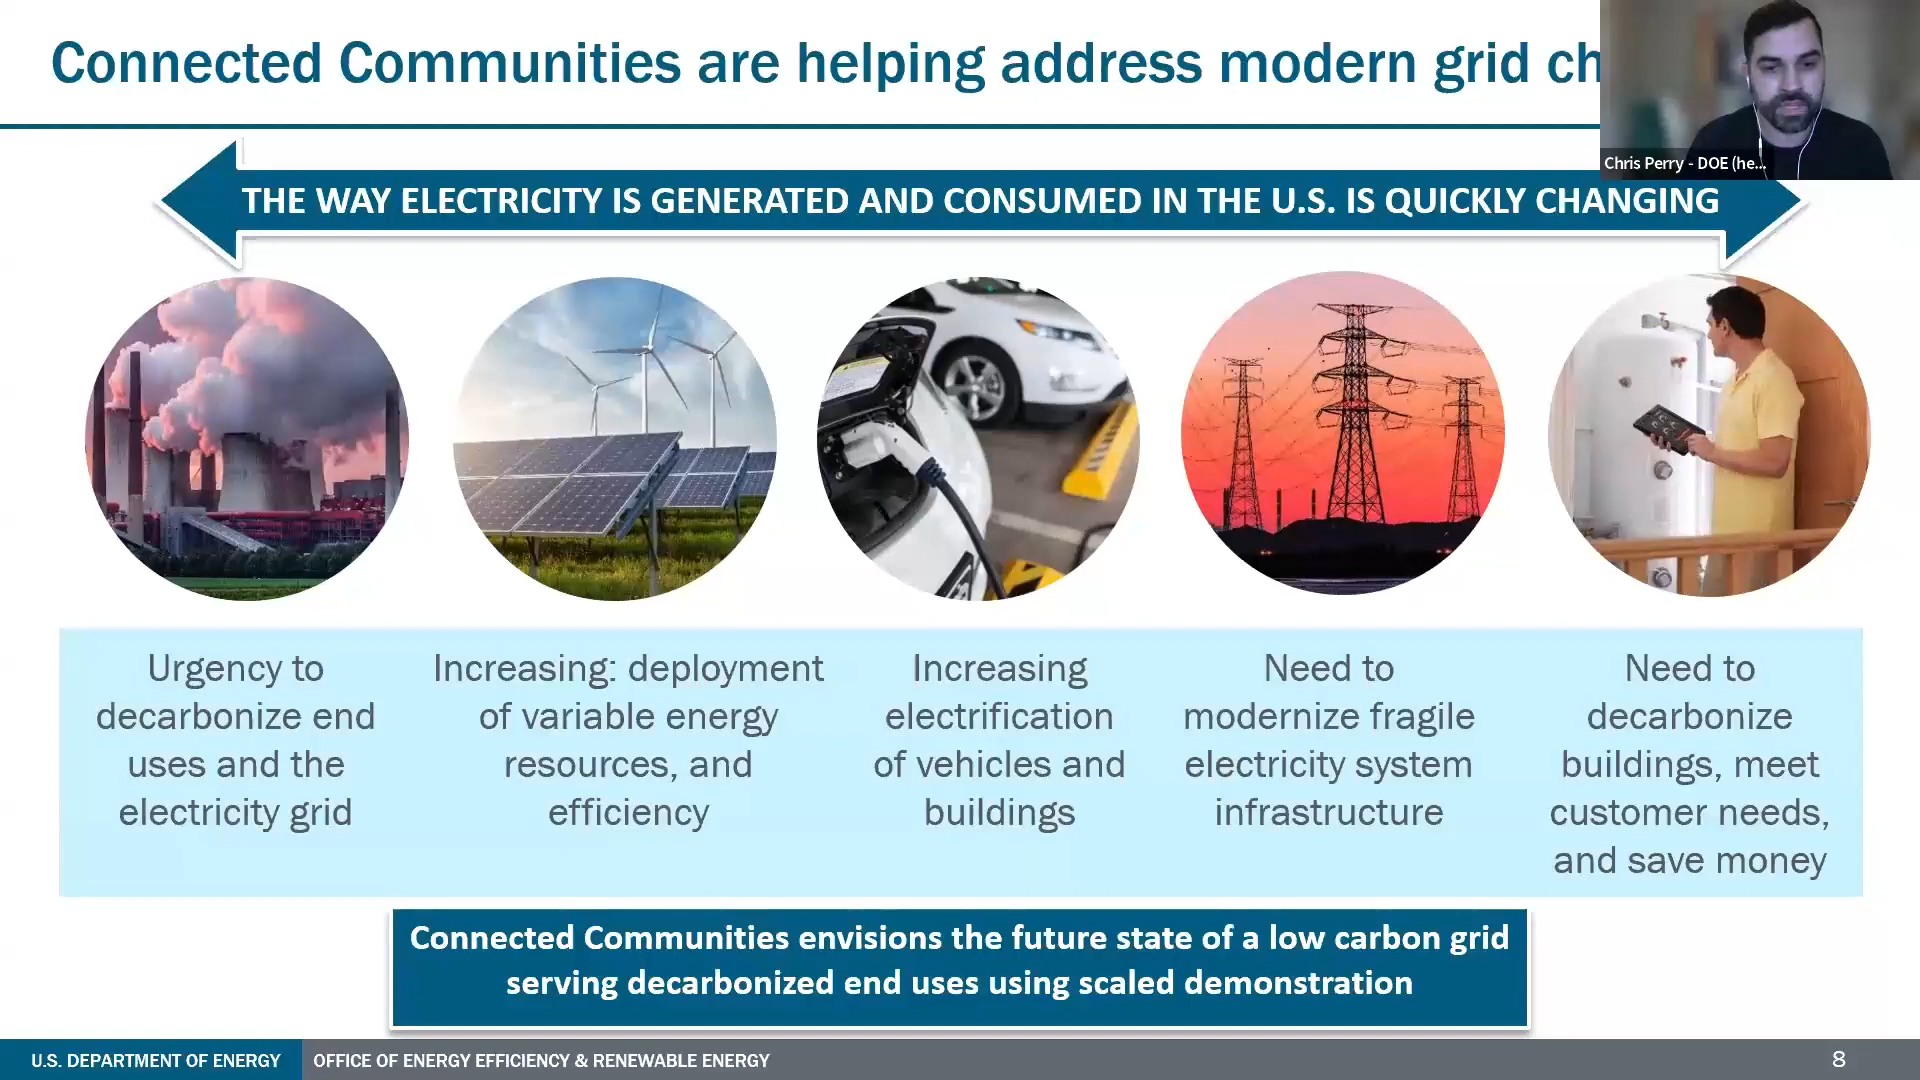 Connected Communities are helping address modern grid
Chris Perry - DOE (he...
THE WAY ELECTRICITY IS GENERATED AND CONSUMED IN THE U.S. IS QUICKLY CHANGING
Urgency to
decarbonize end
uses and the
electricity grid
Increasing: deployment
of variable energy
resources, and
efficiency
Increasing
electrification
of vehicles and
buildings
Need to
modernize fragile
electricity system
infrastructure
Need to
decarbonize
buildings, meet
customer needs,
and save money
Connected Communities envisions the future state of a low carbon grid
serving decarbonized end uses using scaled demonstration
U.S. DEPARTMENT OF ENERGY OFFICE OF ENERGY EFFICIENCY & RENEWABLE ENERGY 8